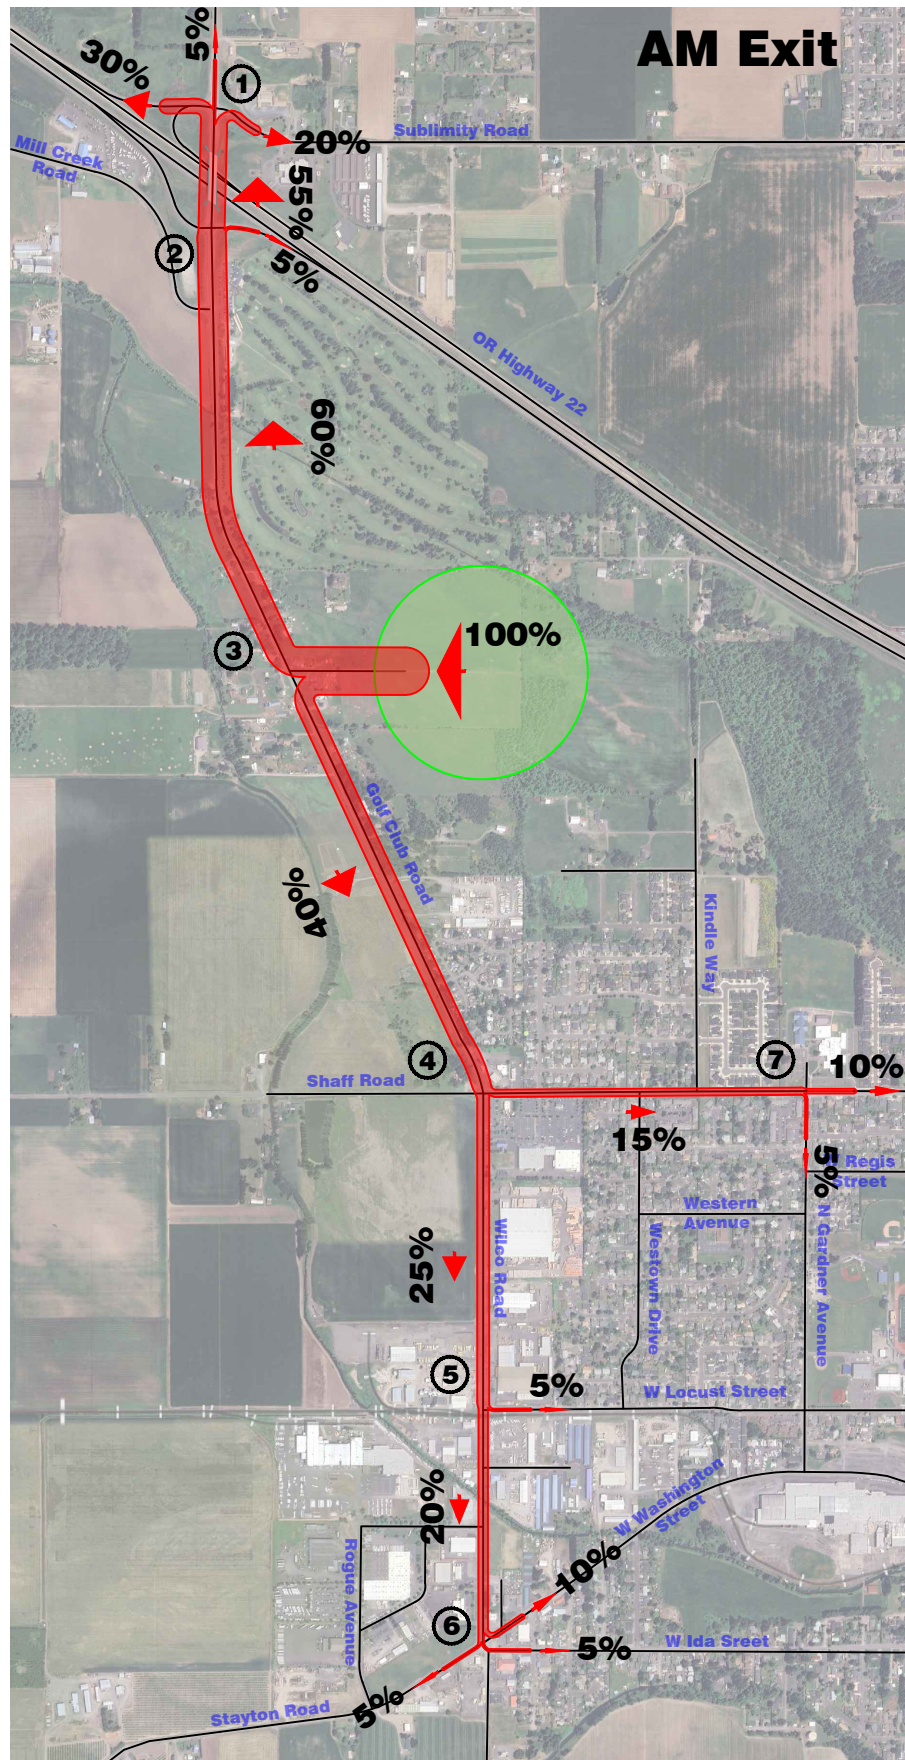 AM Exit
5%
30%
1
20%
Sublimity Road
Mill Creek
Road
55%
2
5%
OR Highway 22
60%
100%
3
Golf Club Road
40%
Kindle Way
4
7
10%
Shaff Road
15%
5%
Regis
Street
Western
Avenue
N Gardner Avenue
Westown Drive
Wilco Road
25%
5
5%
W Locust Street
20%
W Washington
Street
10%
Rogue Avenue
6
5%
W Ida Sreet
5%
Stayton Road